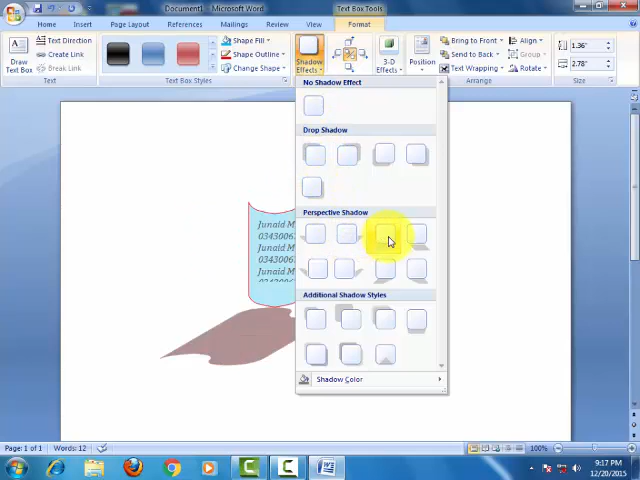 Document1 - Microsoft Word
Text Box Tools
Home
Insert
Page Layout
References
Mailings
Review
View
Format
Draw
Text Box
Text Direction
Create Link
Break Link
Text
Text Box Styles
Shape Fill
Shape Outline
Change Shape
Shadow
Effects
3-D
Effects
Position
Bring to Front
Send to Back
Text Wrapping
Align
Rotate
Arrange
1.36"
2.78"
Size
No Shadow Effect
Drop Shadow
Perspective Shadow
Additional Shadow Styles
Shadow Color
Junaid M
0343006
Junaid M
0343006
Junaid M
Page: 1 of 1
Words: 12
100%
9:17 PM
12/20/2015